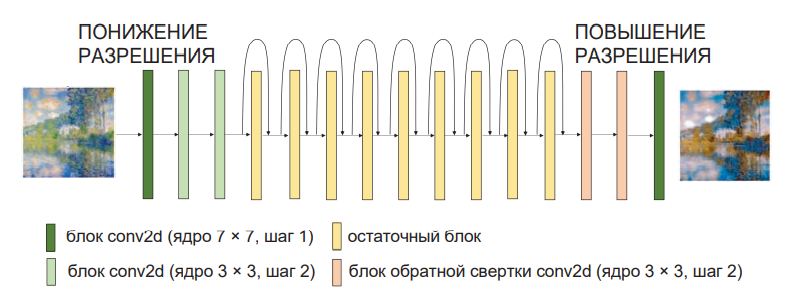 ПОНИЖЕНИЕ
РАЗРЕШЕНИЯ
ПОВЫШЕНИЕ
РАЗРЕШЕНИЯ
блок conv2d (ядро 7 × 7, шаг 1)
остаточный блок
блок conv2d (ядро 3 × 3, шаг 2)
блок обратной свертки conv2d (ядро 3 × 3, шаг 2)